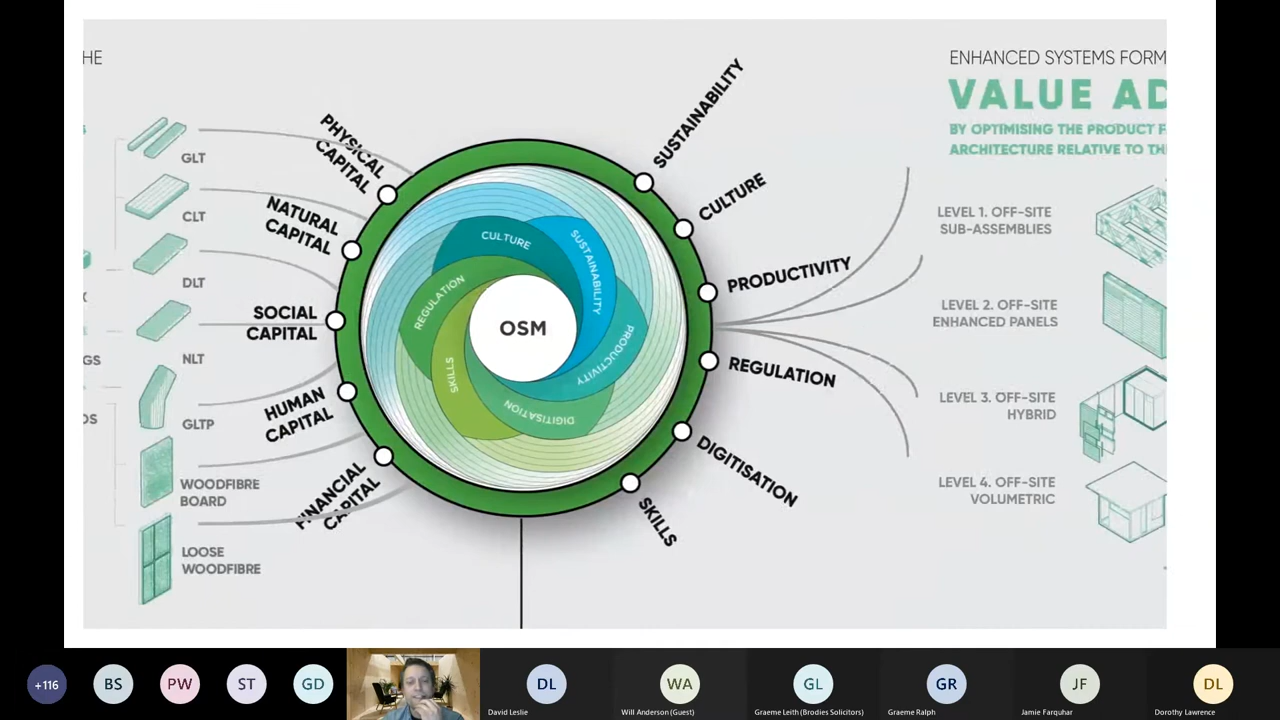 HE
ENHANCED SYSTEMS FORM
VALUE AD
BY OPTIMISING THE PRODUCT F
ARCHITECTURE RELATIVE TO TH
GLT
CLT
DLT
NLT
GS
GLTP
DS
WOODFIBRE
BOARD
LOOSE
WOODFIBRE
PHYSICAL
CAPITAL
NATURAL
CAPITAL
SOCIAL
CAPITAL
HUMAN
CAPITAL
FINANCIAL
CAPITAL
CULTURE
SUSTAINABILITY
PRODUCTIVITY
DIGITISATION
SKILLS
REGULATION
OSM
SUSTAINABILITY
CULTURE
PRODUCTIVITY
REGULATION
DIGITISATION
SKILLS
LEVEL 1. OFF-SITE
SUB-ASSEMBLIES
LEVEL 2. OFF-SITE
ENHANCED PANELS
LEVEL 3. OFF-SITE
HYBRID
LEVEL 4. OFF-SITE
VOLUMETRIC
+116
BS
PW
ST
GD
DL
David Leslie
WA
Will Anderson (Guest)
GL
Graeme Leith (Brodies Solicitors)
GR
Graeme Ralph
JF
Jamie Farquhar
DL
Dorothy Lawrence